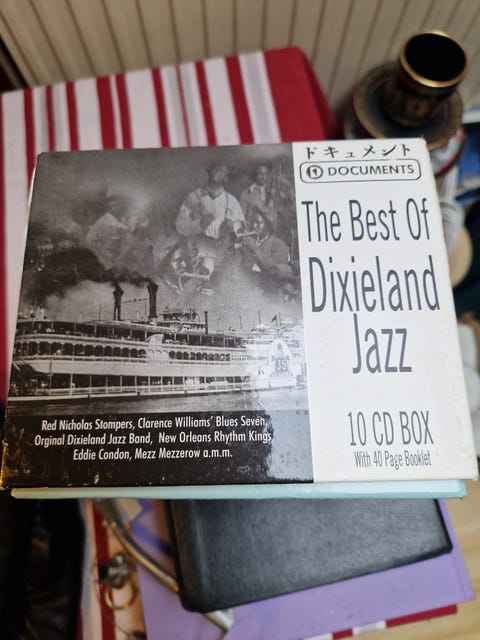 ドキュメント
1 DOCUMENTS
The Best Of
Dixieland
Jazz
10 CD BOX
With 40 Page Booklet
Red Nicholas Stompers, Clarence Williams' Blues Seven,
Orginal Dixieland Jazz Band, New Orleans Rhythm Kings,
Eddie Condon, Mezz Mezzerow a.m.m.